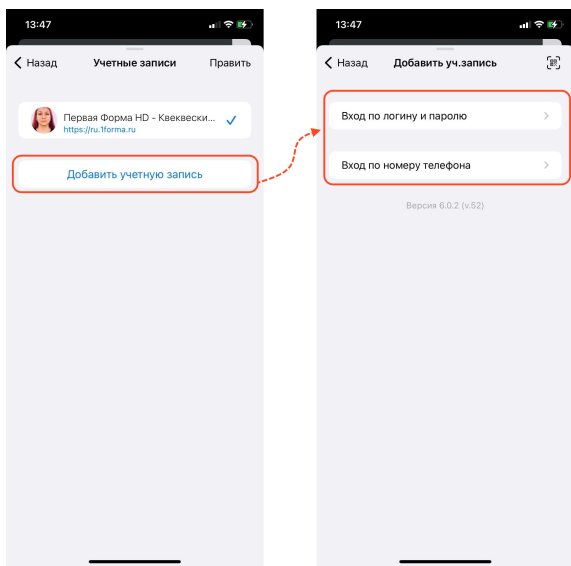 13:47
Назад
Учетные записи
Править
Первая Форма HD - Квеквески...
https://ru.1forma.ru
Добавить учетную запись
13:47
Назад
Добавить уч.запись
Вход по логину и паролю
Вход по номеру телефона
Версия 6.0.2 (v.52)